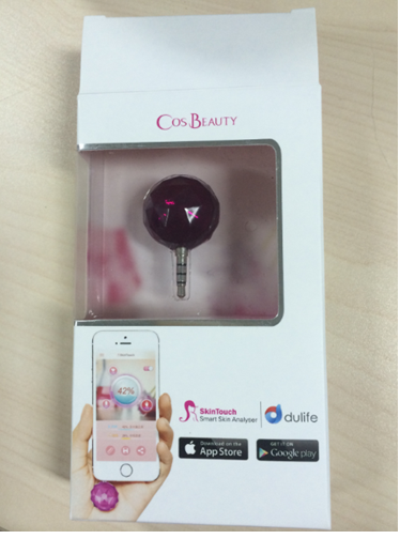 COS.BEAUTY
42%
SkinTouch
Smart Skin Analyser
dulife
Download on the
App Store
GET IT ON
Google play